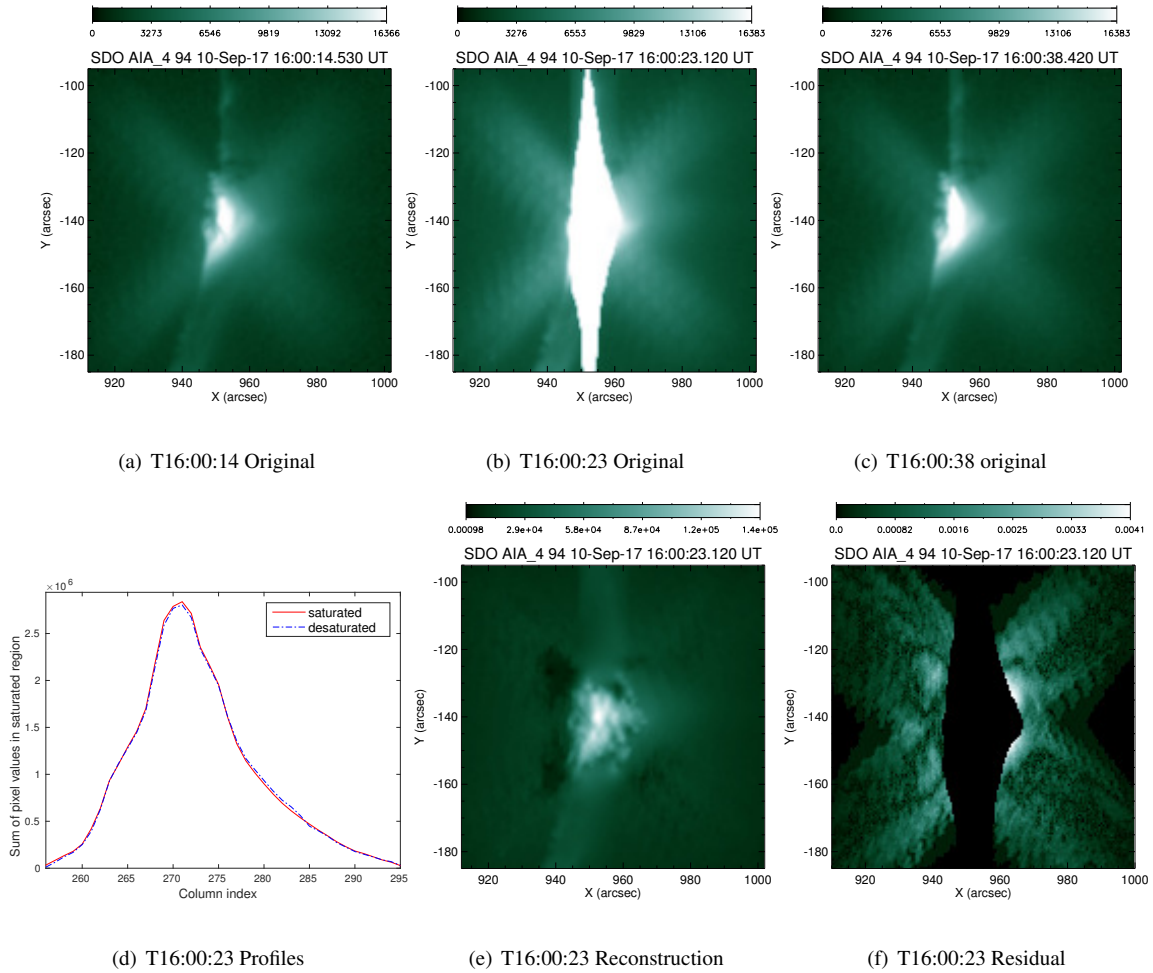 0 3273 6546 9819 13092 16366
SDO AIA_4 94 10-Sep-17 16:00:14.530 UT
-100
-120
-140
-160
-180
Y (arcsec)
920 940 960 980 1000
X (arcsec)
(a) T16:00:14 Original
0 3276 6553 9829 13106 16383
SDO AIA_4 94 10-Sep-17 16:00:23.120 UT
-100
-120
-140
-160
-180
Y (arcsec)
920 940 960 980 1000
X (arcsec)
(b) T16:00:23 Original
0 3276 6553 9829 13106 16383
SDO AIA_4 94 10-Sep-17 16:00:38.420 UT
-100
-120
-140
-160
-180
Y (arcsec)
920 940 960 980 1000
X (arcsec)
(c) T16:00:38 original
×10⁶
2.5
2
1.5
1
0.5
0
Sum of pixel values in saturated region
saturated
desaturated
260 265 270 275 280 285 290 295
Column index
(d) T16:00:23 Profiles
0.00098 2.9e+04 5.8e+04 8.7e+04 1.2e+05 1.4e+05
SDO AIA_4 94 10-Sep-17 16:00:23.120 UT
-100
-120
-140
-160
-180
Y (arcsec)
920 940 960 980 1000
X (arcsec)
(e) T16:00:23 Reconstruction
0.0 0.00082 0.0016 0.0025 0.0033 0.0041
SDO AIA_4 94 10-Sep-17 16:00:23.120 UT
-100
-120
-140
-160
-180
Y (arcsec)
920 940 960 980 1000
X (arcsec)
(f) T16:00:23 Residual